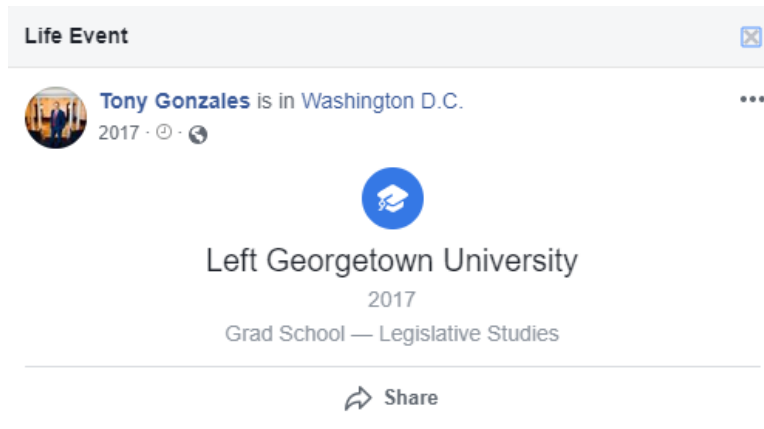 Life Event
Tony Gonzales is in Washington D.C.
2017 · ·
Left Georgetown University
2017
Grad School — Legislative Studies
Share